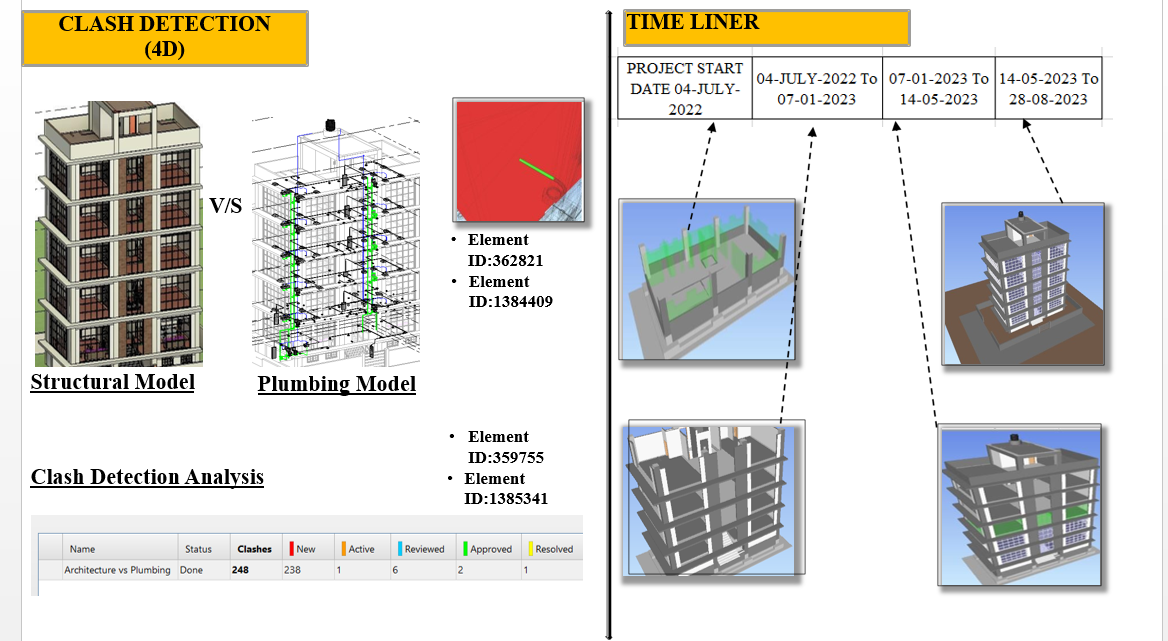 CLASH DETECTION
(4D)
V/S
Structural Model
Plumbing Model
• Element
ID:362821
• Element
ID:1384409
• Element
ID:359755
• Element
ID:1385341
Clash Detection Analysis
Name Status Clashes New Active Reviewed Approved Resolved
Architecture vs Plumbing Done 248 238 1 6 2 1
TIME LINER
PROJECT START
DATE 04-JULY-
2022
04-JULY-2022 To
07-01-2023
07-01-2023 To
14-05-2023
14-05-2023 To
28-08-2023